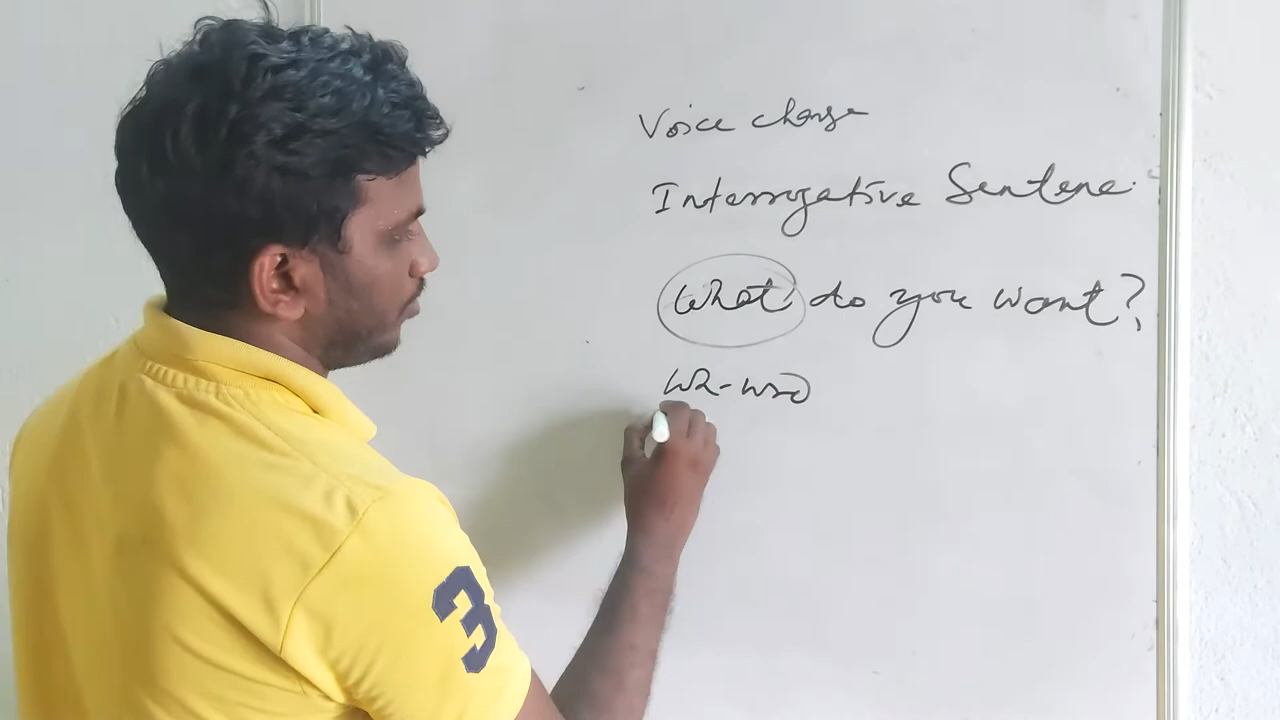 Voice change
Interrogative Sentence.
What do you want?
Wh-word
3